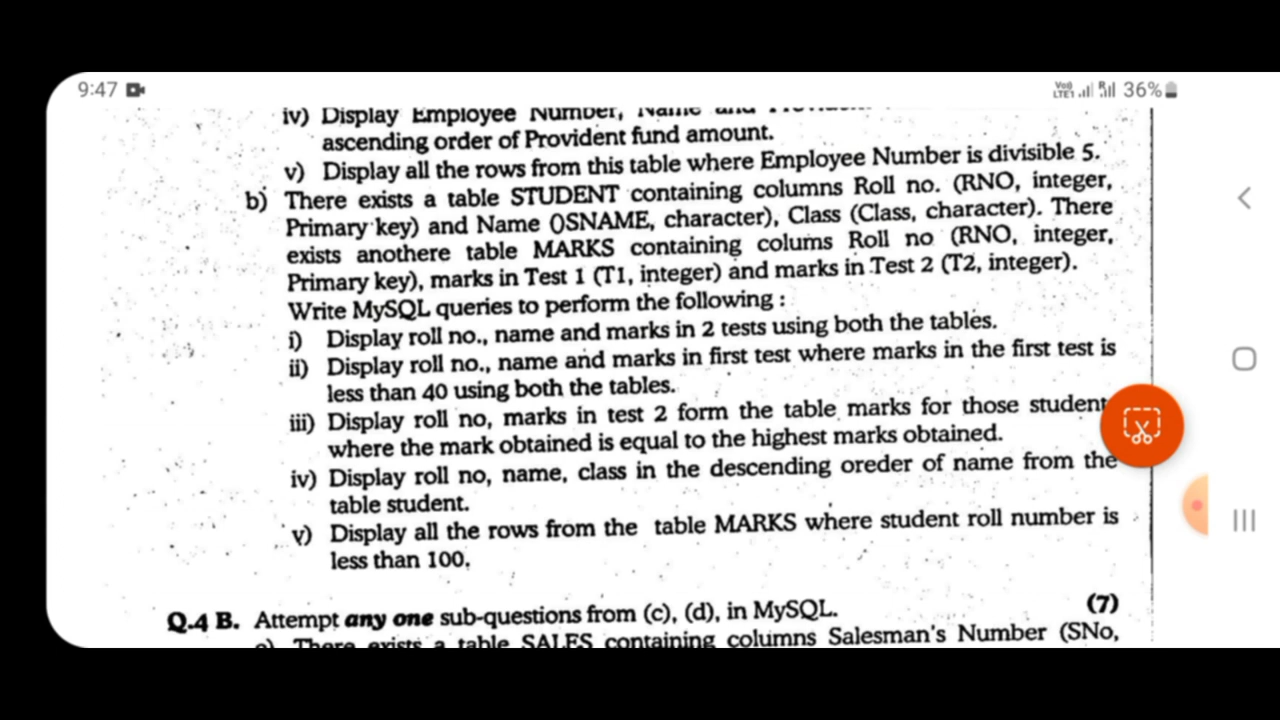 9:47
Vo) LTE1 R 36%
iv) Display Employee Number, Name and
ascending order of Provident fund amount.
v) Display all the rows from this table where Employee Number is divisible 5.
b) There exists a table STUDENT containing columns Roll no. (RNO, integer,
Primary key) and Name ()SNAME, character), Class (Class, character). There
exists anothere table MARKS containing colums Roll no (RNO, integer,
Primary key), marks in Test 1 (T1, integer) and marks in Test 2 (T2, integer).
Write MySQL queries to perform the following :
i) Display roll no., name and marks in 2 tests using both the tables.
ii) Display roll no., name and marks in first test where marks in the first test is
less than 40 using both the tables.
iii) Display roll no, marks in test 2 form the table marks for those student
where the mark obtained is equal to the highest marks obtained.
iv) Display roll no, name, class in the descending oreder of name from the
table student.
v) Display all the rows from the table MARKS where student roll number is
less than 100.
Q.4 B. Attempt any one sub-questions from (c), (d), in MySQL. (7)
c) There exists a table SALES containing columns Salesman's Number (SNo,